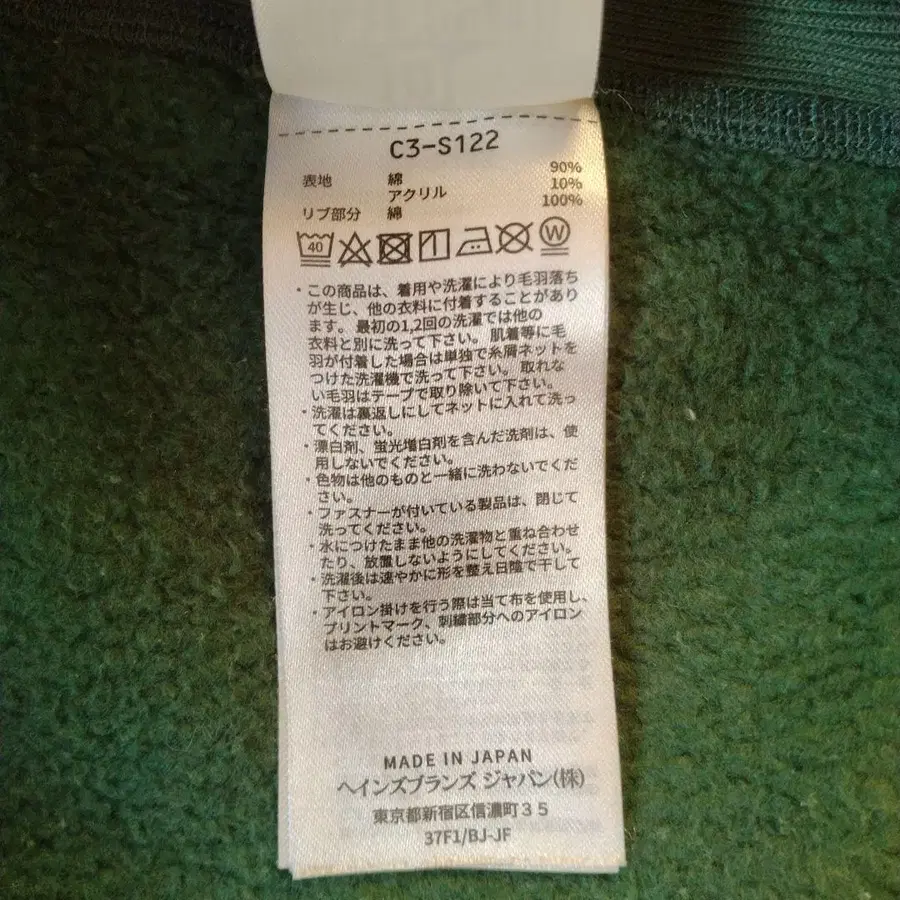 C3-S122
表地 綿 90%
アクリル 10%
リブ部分 綿 100%
40 W
・この商品は、着用や洗濯により毛羽落ち
が生じ、他の衣料に付着することがあり
ます。最初の1,2回の洗濯では他の
衣料と別に洗って下さい。肌着等に毛
羽が付着した場合は単独で糸屑ネットを
つけた洗濯機で洗って下さい。取れな
い毛羽はテープで取り除いて下さい。
・洗濯は裏返しにしてネットに入れて洗っ
てください。
・漂白剤、蛍光増白剤を含んだ洗剤は、使
用しないでください。
・色物は他のものと一緒に洗わないでくだ
さい。
・ファスナーが付いている製品は、閉じて
洗ってください。
・水につけたまま他の洗濯物と重ね合わせ
たり、放置しないようにしてください。
・洗濯後は速やかに形を整え日陰で干して
下さい。
・アイロン掛けを行う際は当て布を使用し、
プリントマーク、刺繍部分へのアイロン
はお避けください。
MADE IN JAPAN
ヘインズブランズ ジャパン(株)
東京都新宿区信濃町35
37F1/BJ-JF